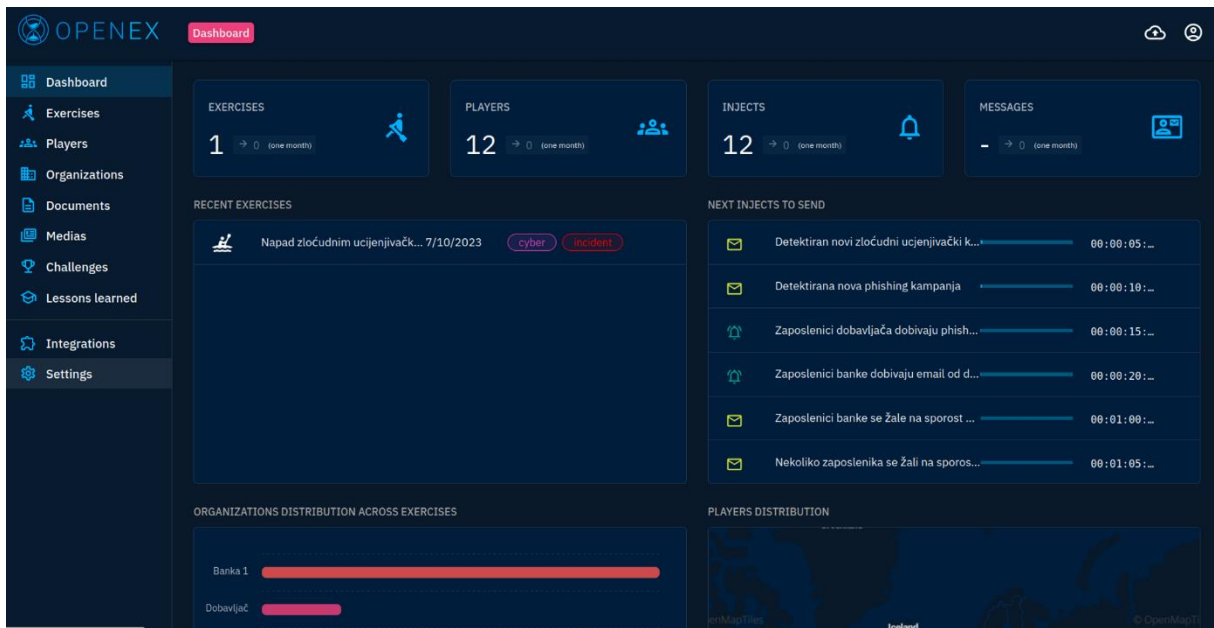 OPENEX
Dashboard
Dashboard
Exercises
Players
Organizations
Documents
Medias
Challenges
Lessons learned
Integrations
Settings
EXERCISES
1 → 0 (one month)
PLAYERS
12 → 0 (one month)
INJECTS
12 → 0 (one month)
MESSAGES
- → 0 (one month)
RECENT EXERCISES
Napad zloćudnim ucijenjivačk... 7/10/2023 cyber incident
NEXT INJECTS TO SEND
Detektiran novi zloćudni ucjenjivački k... 00:00:05:...
Detektirana nova phishing kampanja 00:00:10:...
Zaposlenici dobavljača dobivaju phish... 00:00:15:...
Zaposlenici banke dobivaju email od d... 00:00:20:...
Zaposlenici banke se žale na sporost ... 00:01:00:...
Nekoliko zaposlenika se žali na sporos... 00:01:05:...
ORGANIZATIONS DISTRIBUTION ACROSS EXERCISES
Banka 1
Dobavljač
PLAYERS DISTRIBUTION
enMapTiles
Iceland
© OpenMapTi